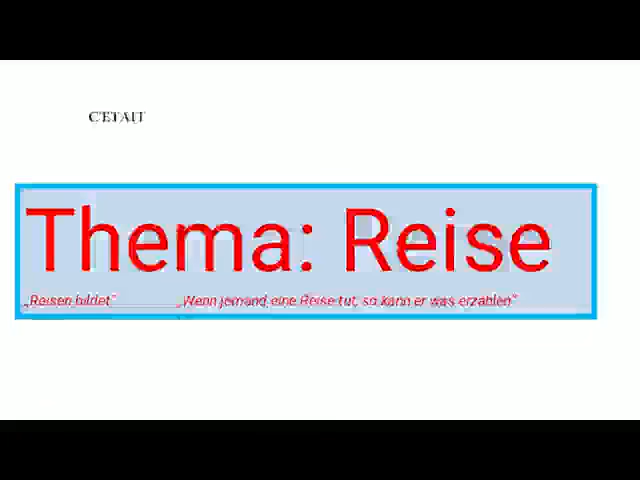 C'ETAIT
Thema: Reise
„Reisen bildet“ „Wenn jemand eine Reise tut, so kann er was erzählen“